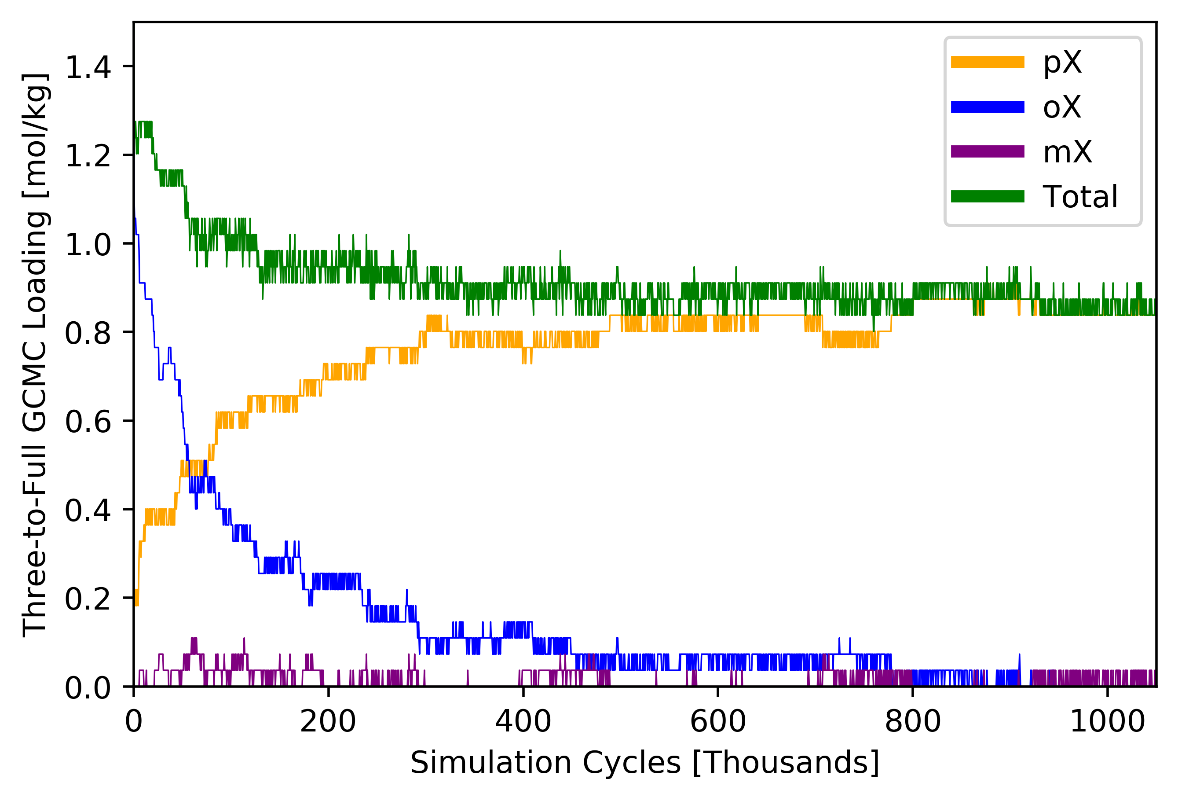 Three-to-Full GCMC Loading [mol/kg]
1.4
1.2
1.0
0.8
0.6
0.4
0.2
0.0
pX
oX
mX
Total
0 200 400 600 800 1000
Simulation Cycles [Thousands]